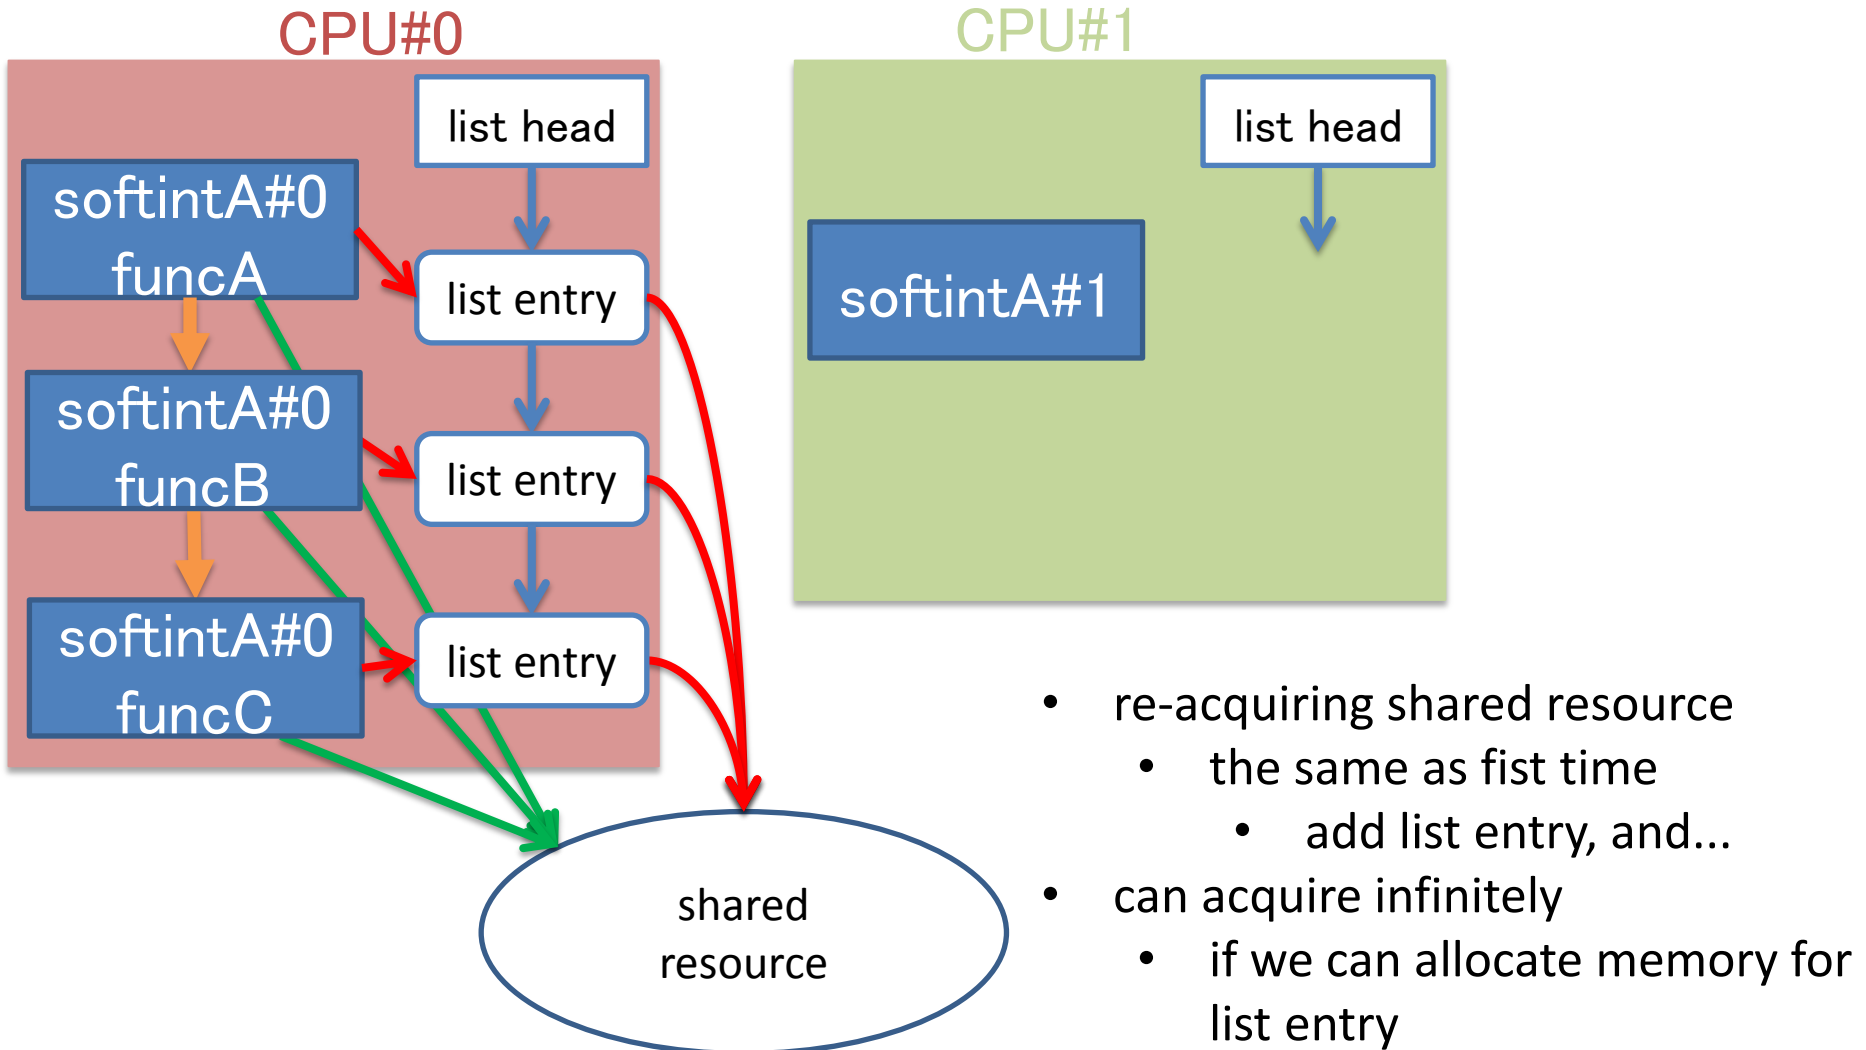 CPU#0
CPU#1
list head
list head
softintA#0
funcA
list entry
softintA#1
softintA#0
funcB
list entry
softintA#0
funcC
list entry
• re-acquiring shared resource
• the same as fist time
• add list entry, and...
• can acquire infinitely
• if we can allocate memory for
list entry
shared
resource